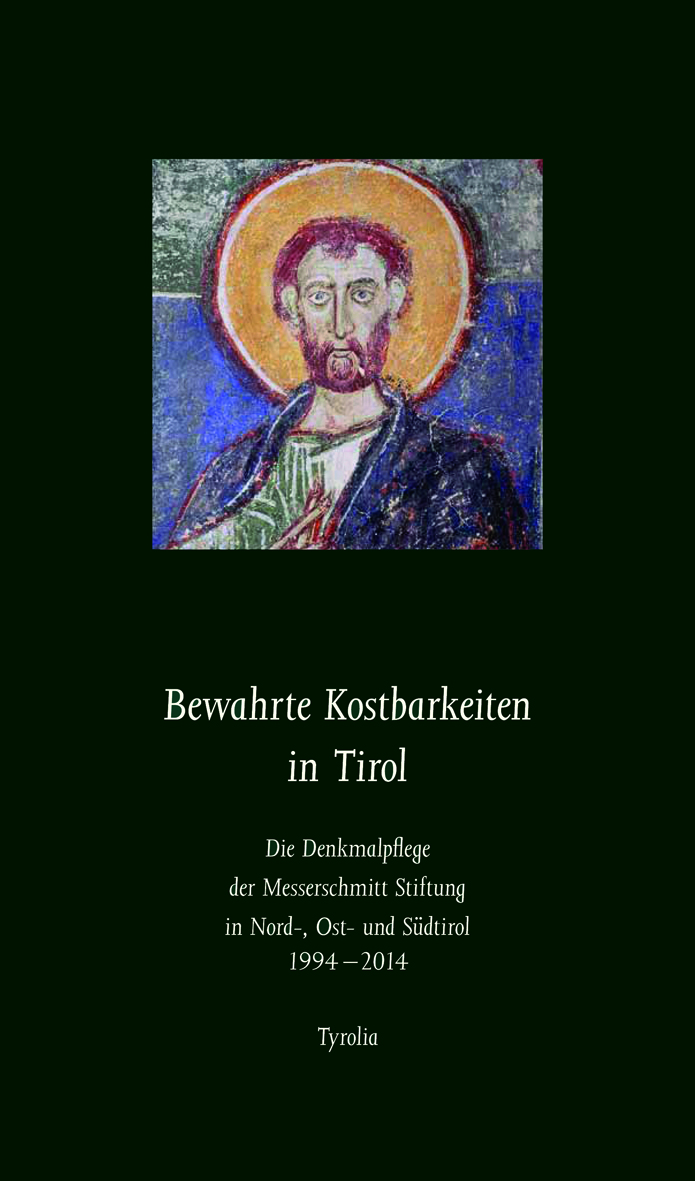 Bewahrte Kostbarkeiten
in Tirol
Die Denkmalpflege
der Messerschmitt Stiftung
in Nord-, Ost- und Südtirol
1994 – 2014
Tyrolia